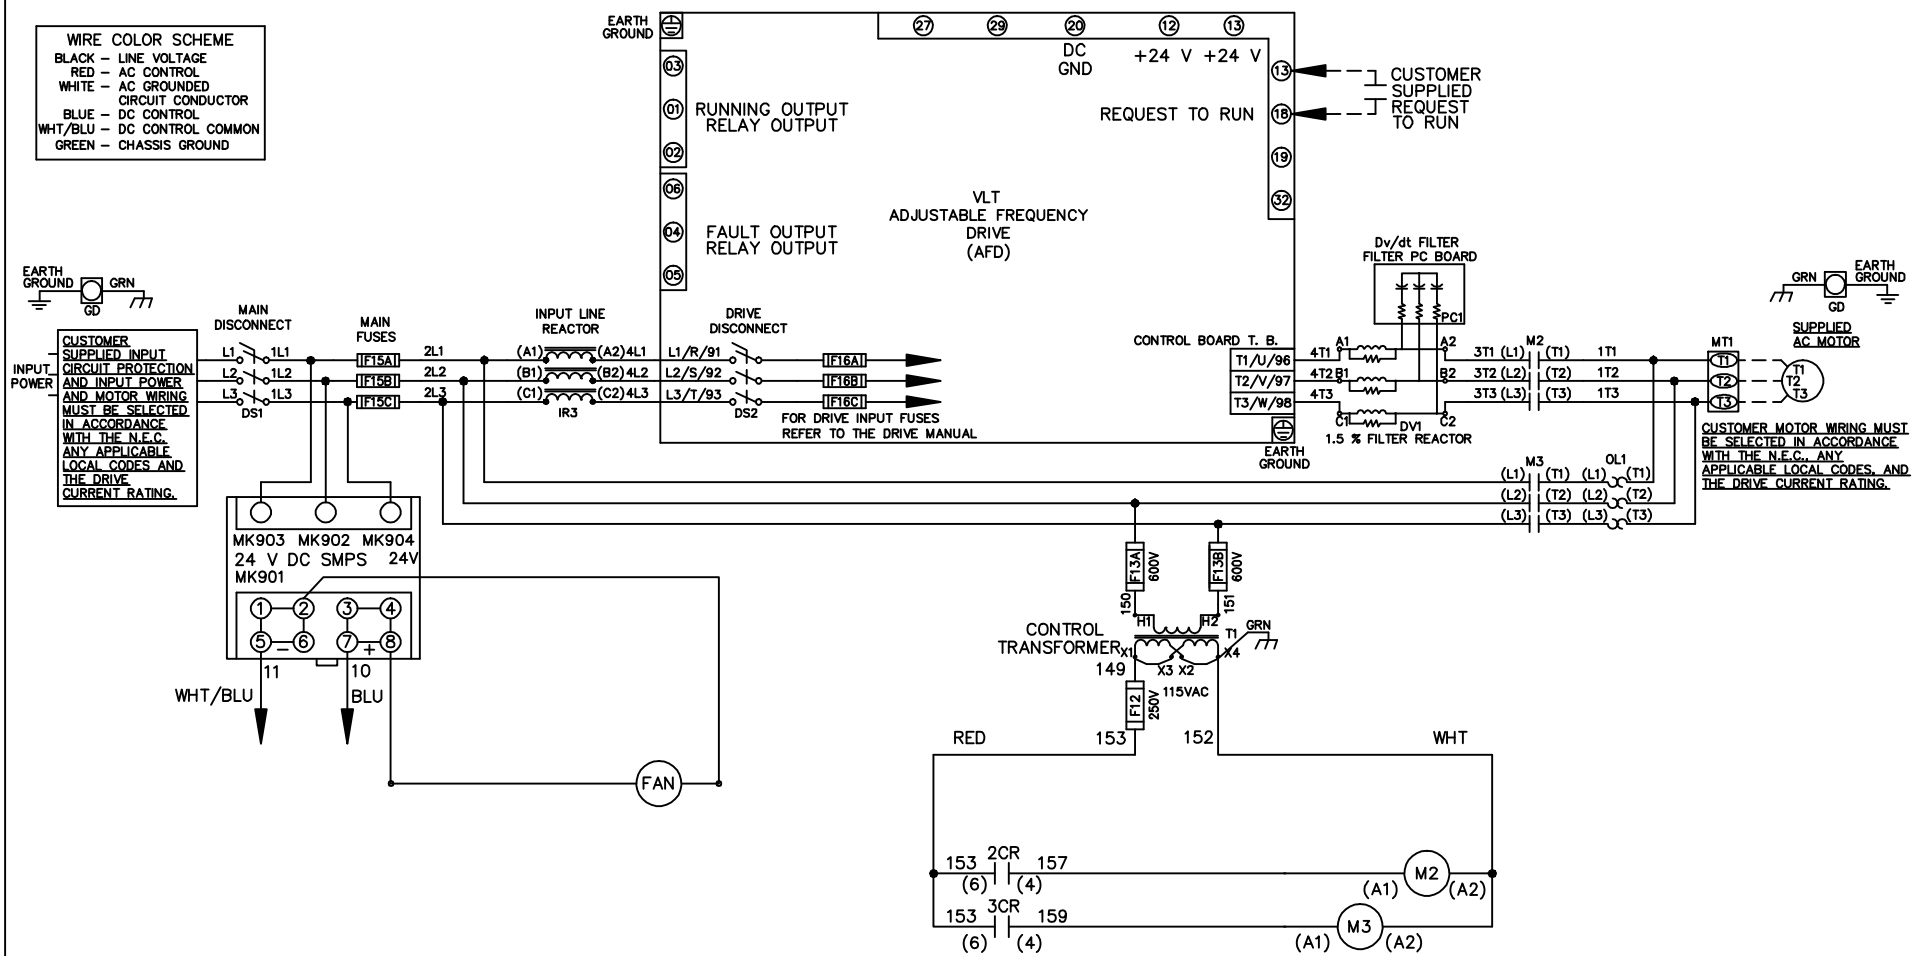 WIRE COLOR SCHEME
BLACK – LINE VOLTAGE
RED – AC CONTROL
WHITE – AC GROUNDED
CIRCUIT CONDUCTOR
BLUE – DC CONTROL
WHT/BLU – DC CONTROL COMMON
GREEN – CHASSIS GROUND
EARTH
GROUND
27 29 20 12 13
DC
GND
+24 V +24 V
03
01
02
RUNNING OUTPUT
RELAY OUTPUT
06
04
05
FAULT OUTPUT
RELAY OUTPUT
VLT
ADJUSTABLE FREQUENCY
DRIVE
(AFD)
REQUEST TO RUN
13
18
19
32
CUSTOMER
SUPPLIED
REQUEST
TO RUN
EARTH
GROUND
GRN
GD
INPUT
POWER
CUSTOMER
SUPPLIED INPUT
CIRCUIT PROTECTION
AND INPUT POWER
AND MOTOR WIRING
MUST BE SELECTED
IN ACCORDANCE
WITH THE N.E.C.
ANY APPLICABLE
LOCAL CODES AND
THE DRIVE
CURRENT RATING.
MAIN
DISCONNECT
L1 1L1
L2 1L2
L3 1L3
DS1
MAIN
FUSES
F15A
F15B
F15C
2L1
2L2
2L3
INPUT LINE
REACTOR
(A1) (A2) 4L1
(B1) (B2) 4L2
(C1) (C2) 4L3
IR3
L1/R/91
L2/S/92
L3/T/93
DRIVE
DISCONNECT
DS2
F16A
F16B
F16C
FOR DRIVE INPUT FUSES
REFER TO THE DRIVE MANUAL
CONTROL BOARD T. B.
T1/U/96
T2/V/97
T3/W/98
EARTH
GROUND
4T1
4T2
4T3
A1 A2
B1 B2
C1 C2
DV1
1.5 % FILTER REACTOR
Dv/dt FILTER
FILTER PC BOARD
PC1
M2
3T1 (L1) (T1) 1T1
3T2 (L2) (T2) 1T2
3T3 (L3) (T3) 1T3
MT1
T1
T2
T3
GRN
GD
EARTH
GROUND
SUPPLIED
AC MOTOR
T1
T2
T3
CUSTOMER MOTOR WIRING MUST
BE SELECTED IN ACCORDANCE
WITH THE N.E.C., ANY
APPLICABLE LOCAL CODES, AND
THE DRIVE CURRENT RATING.
M3 OL1
(L1) (T1) (L1) (T1)
(L2) (T2) (L2) (T2)
(L3) (T3) (L3) (T3)
MK903 MK902 MK904
24 V DC SMPS 24V
MK901
1 2 3 4
5 – 6 7 + 8
11
10
WHT/BLU
BLU
FAN
F13A
600V
F13B
600V
150
151
H1 H2
CONTROL
TRANSFORMER
T1
GRN
X1 X3 X2 X4
149
115VAC
F12
250V
RED
153
152
WHT
153 2CR 157
(6) (4)
(A1) M2 (A2)
153 3CR 159
(6) (4)
(A1) M3 (A2)